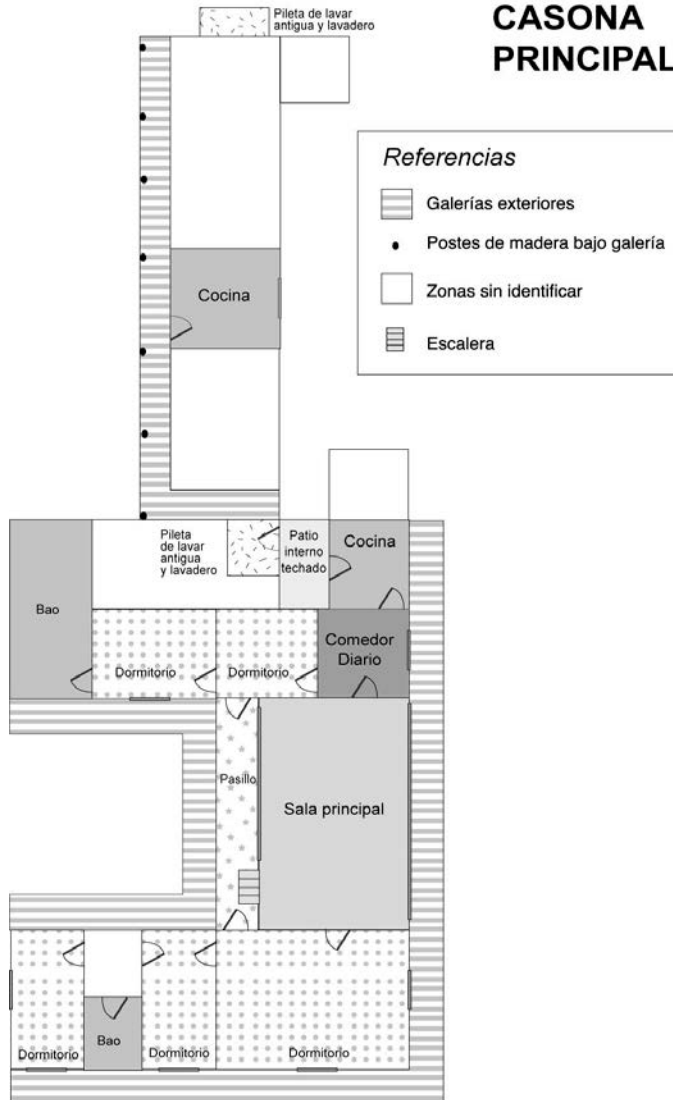 Pileta de lavar
antigua y lavadero
CASONA
PRINCIPAL
Referencias
Galerías exteriores
Postes de madera bajo galería
Zonas sin identificar
Escalera
Cocina
Pileta
de lavar
antigua
y lavadero
Patio
interno
techado
Cocina
Bao
Dormitorio
Dormitorio
Comedor
Diario
Pasillo
Sala principal
Dormitorio
Bao
Dormitorio
Dormitorio